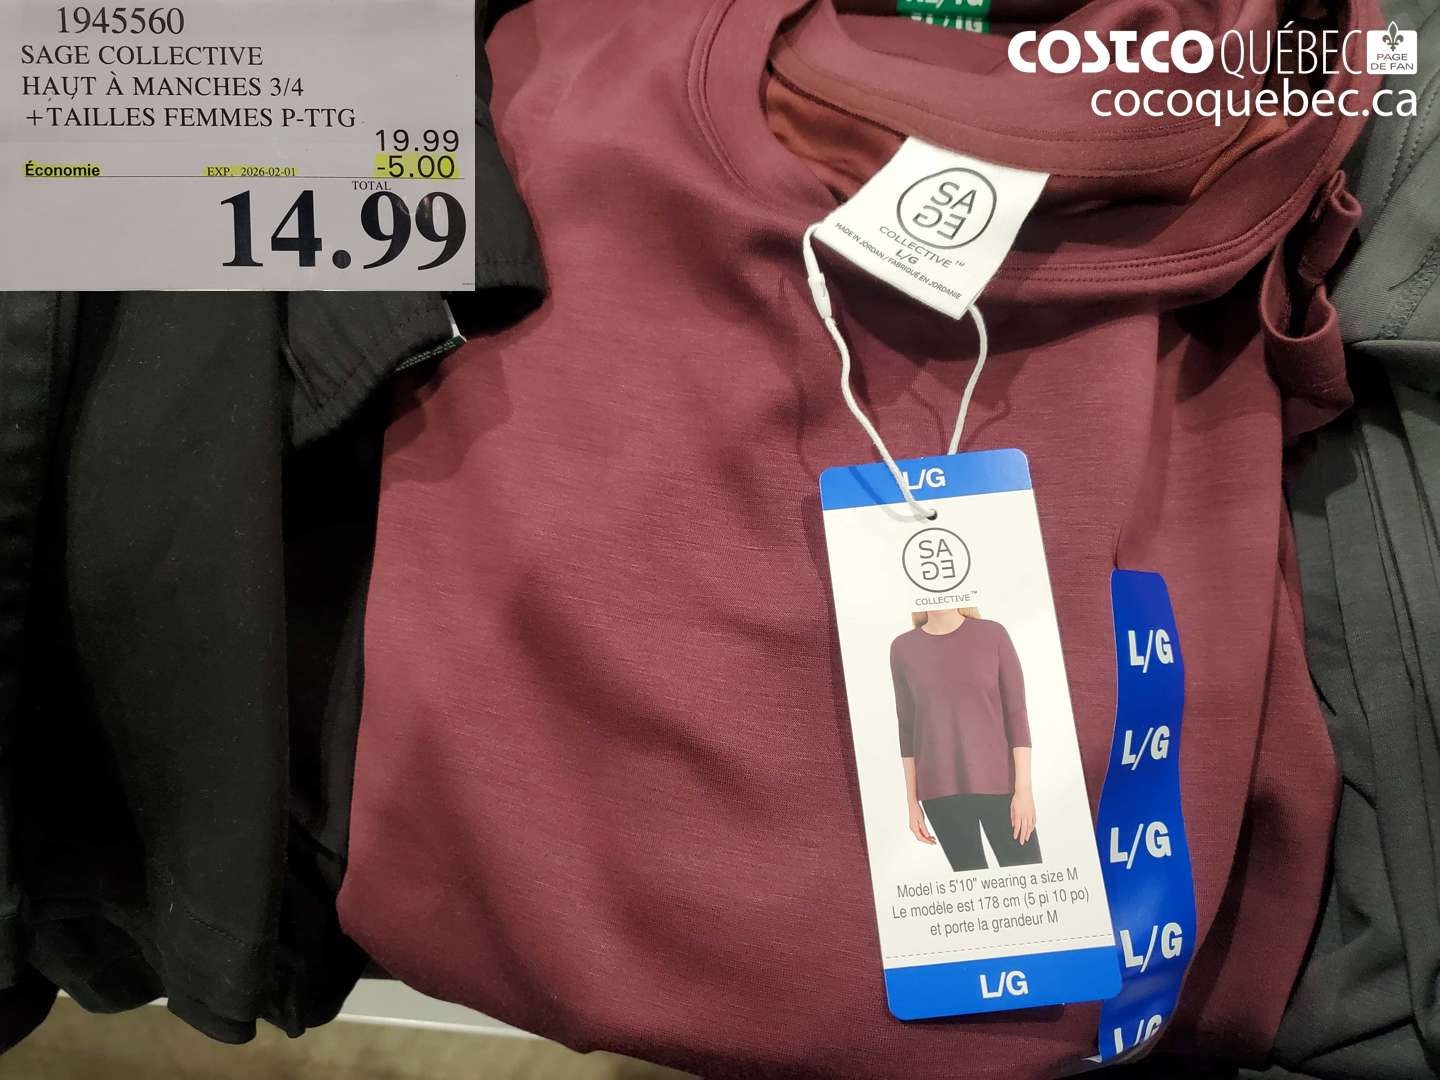 1945560
SAGE COLLECTIVE
HAUT À MANCHES 3/4
+TAILLES FEMMES P-TTG
19.99
Économie
EXP. 2026-02-01
-5.00
TOTAL
14.99
COSTCO QUÉBEC
PAGE
DE FAN
cocoquebec.ca
SA
GE
COLLECTIVE™
L/G
MADE IN JORDAN / FABRIQUÉ EN JORDANIE
L/G
SA
GE
COLLECTIVE™
Model is 5'10" wearing a size M
Le modèle est 178 cm (5 pi 10 po)
et porte la grandeur M
L/G
L/G
L/G
L/G
L/G
L/G